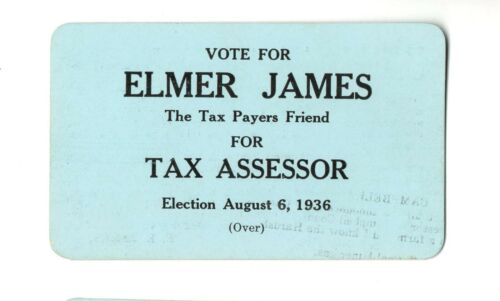 VOTE FOR
ELMER JAMES
The Tax Payers Friend
FOR
TAX ASSESSOR
Election August 6, 1936
(Over)